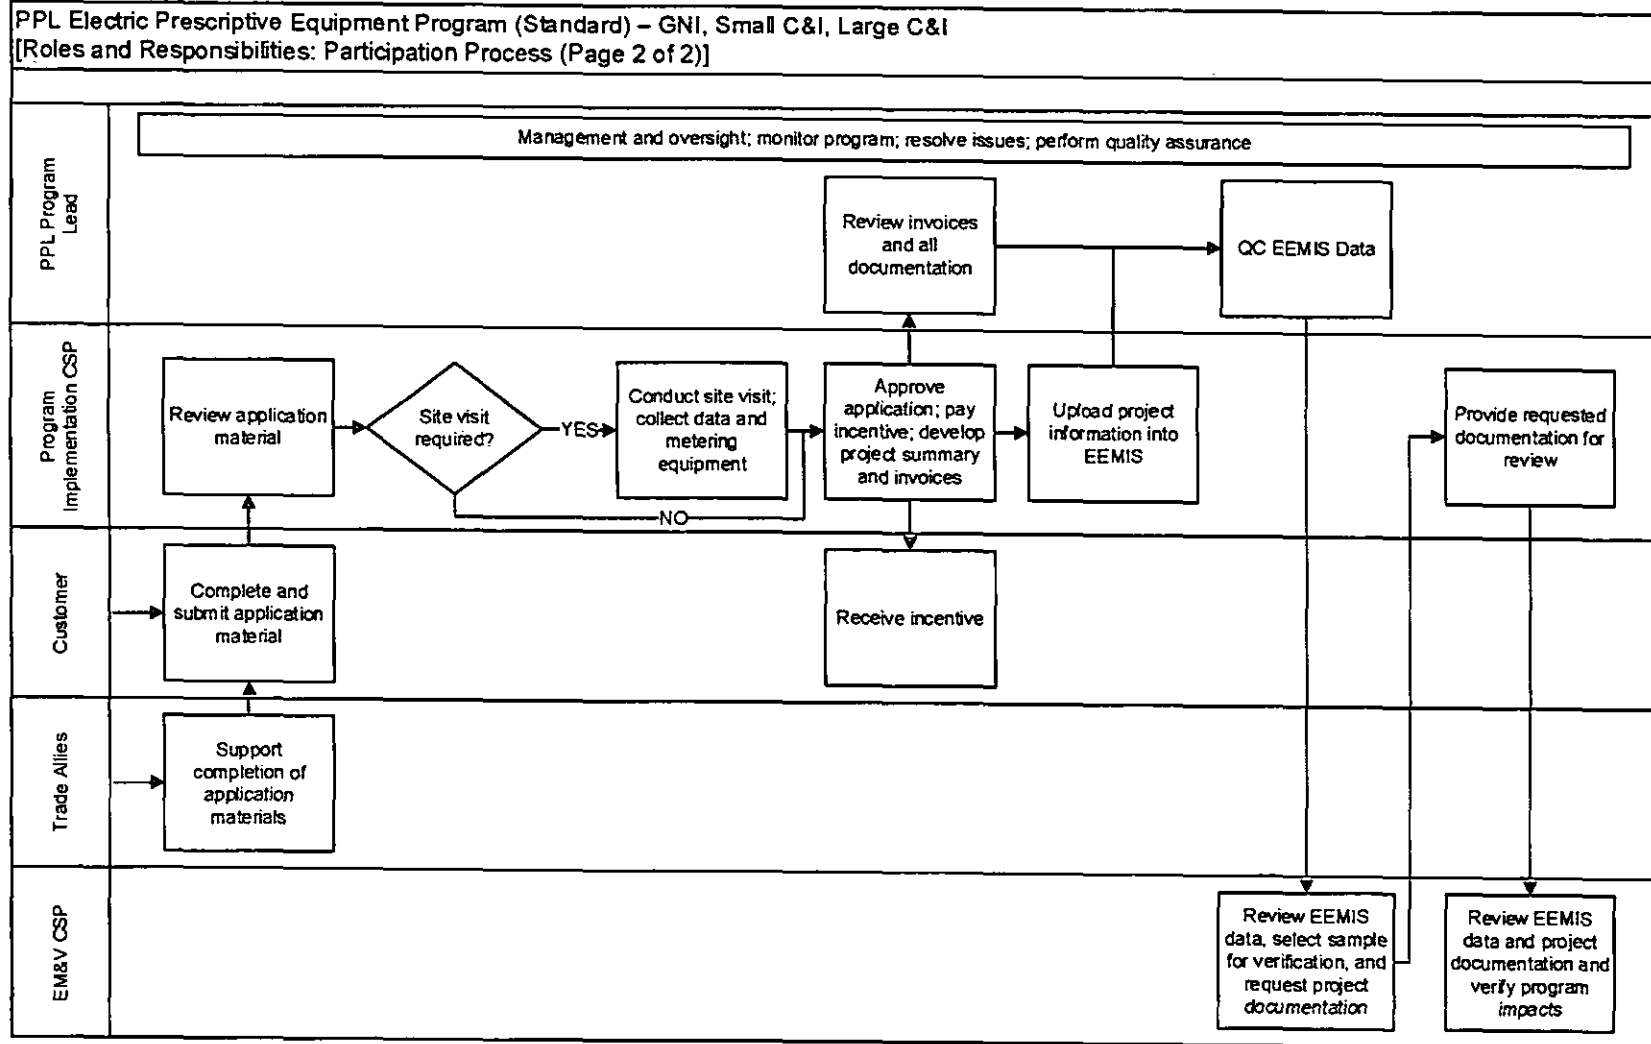 PPL Electric Prescriptive Equipment Program (Standard) – GNI, Small C&I, Large C&I
[Roles and Responsibilities: Participation Process (Page 2 of 2)]
PPL Program
Lead
Management and oversight; monitor program; resolve issues; perform quality assurance
Review invoices
and all
documentation
QC EEMIS Data
Program
Implementation CSP
Review application
material
Site visit
required?
YES
NO
Conduct site visit;
collect data and
metering
equipment
Approve
application; pay
incentive; develop
project summary
and invoices
Upload project
information into
EEMIS
Provide requested
documentation for
review
Customer
Complete and
submit application
material
Receive incentive
Trade Allies
Support
completion of
application
materials
EM&V CSP
Review EEMIS
data, select sample
for verification, and
request project
documentation
Review EEMIS
data and project
documentation and
verify program
impacts